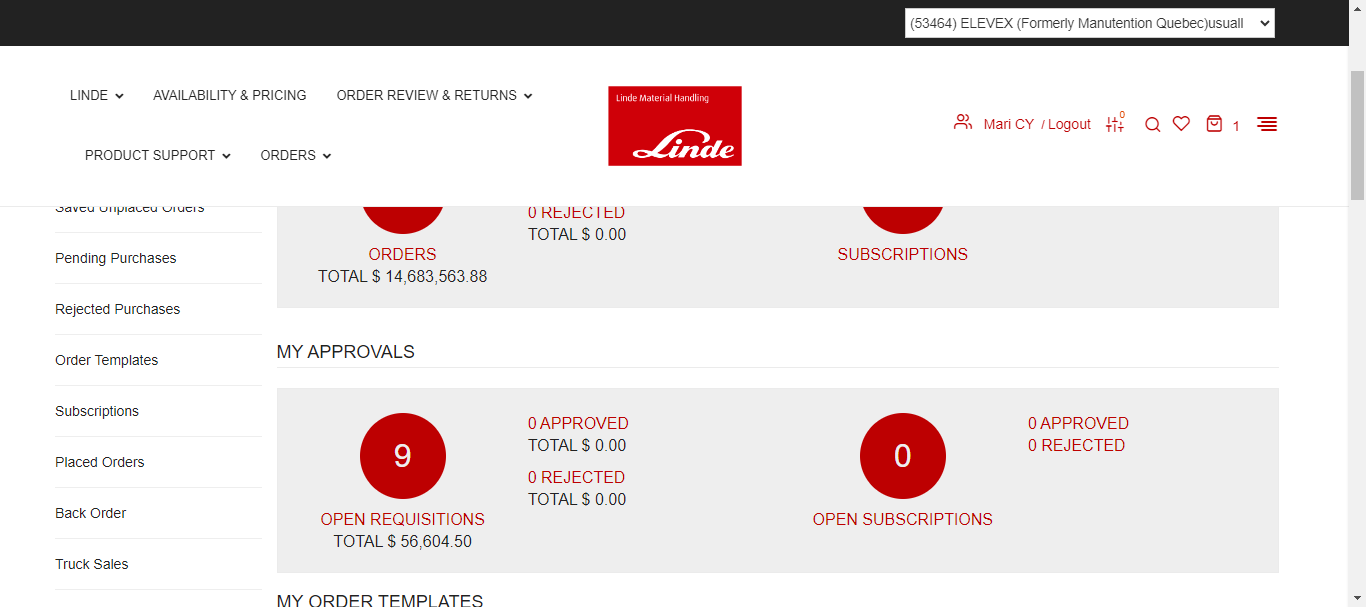 (53464) ELEVEX (Formerly Manutention Quebec)usuall
LINDE
AVAILABILITY & PRICING
ORDER REVIEW & RETURNS
PRODUCT SUPPORT
ORDERS
Linde Material Handling
Linde
Mari CY / Logout
0
1
Saved Unplaced Orders
Pending Purchases
Rejected Purchases
Order Templates
Subscriptions
Placed Orders
Back Order
Truck Sales
ORDERS
TOTAL $ 14,683,563.88
0 REJECTED
TOTAL $ 0.00
SUBSCRIPTIONS
MY APPROVALS
9
OPEN REQUISITIONS
TOTAL $ 56,604.50
0 APPROVED
TOTAL $ 0.00
0 REJECTED
TOTAL $ 0.00
0
OPEN SUBSCRIPTIONS
0 APPROVED
0 REJECTED
MY ORDER TEMPLATES